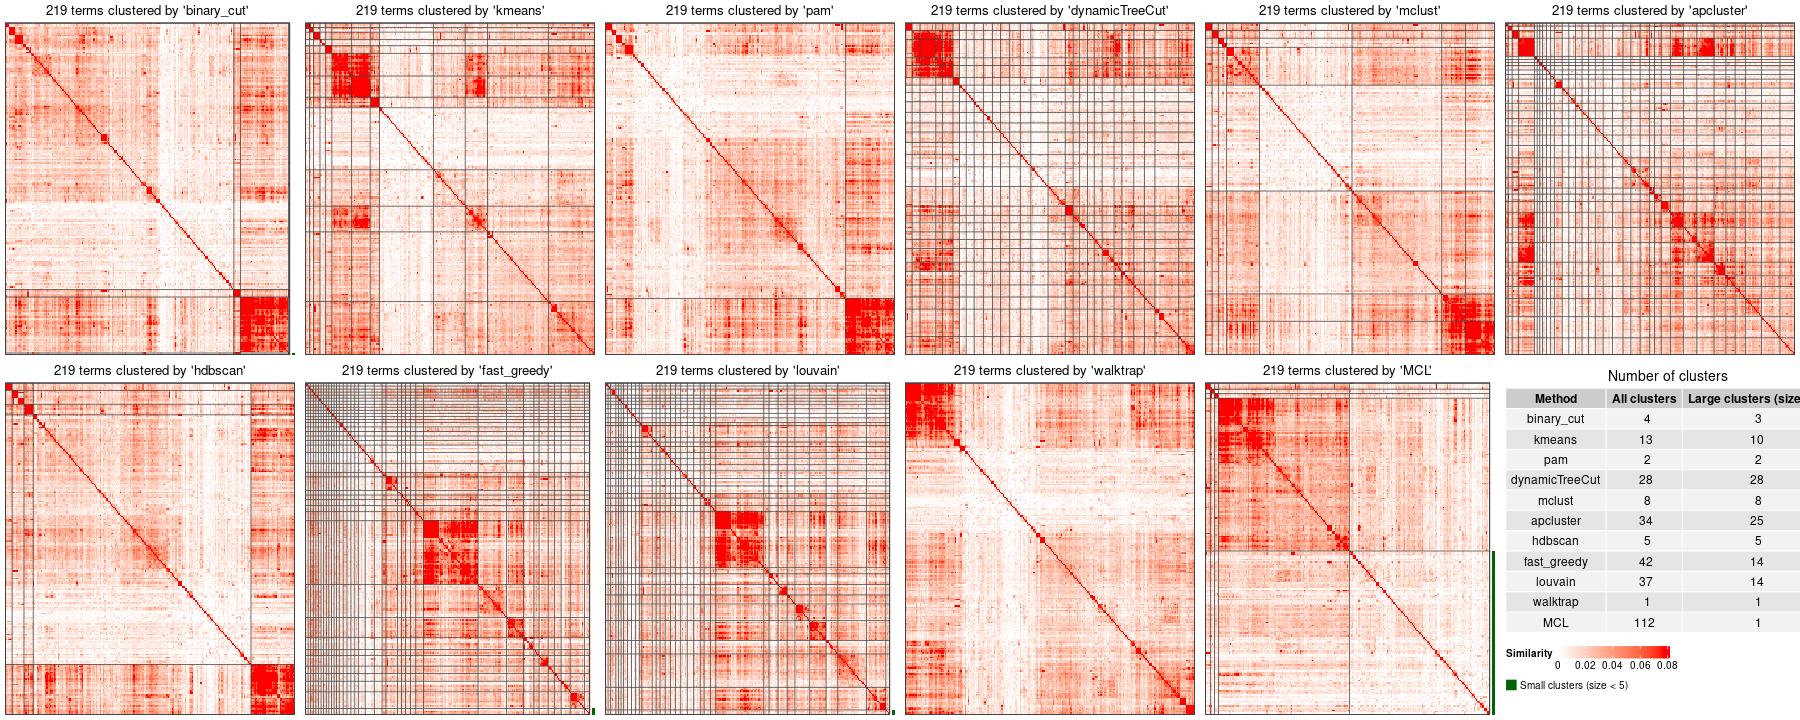 219 terms clustered by 'binary_cut'
219 terms clustered by 'kmeans'
219 terms clustered by 'pam'
219 terms clustered by 'dynamicTreeCut'
219 terms clustered by 'mclust'
219 terms clustered by 'apcluster'
219 terms clustered by 'hdbscan'
219 terms clustered by 'fast_greedy'
219 terms clustered by 'louvain'
219 terms clustered by 'walktrap'
219 terms clustered by 'MCL'
Number of clusters
Method All clusters Large clusters (size
binary_cut 4 3
kmeans 13 10
pam 2 2
dynamicTreeCut 28 28
mclust 8 8
apcluster 34 25
hdbscan 5 5
fast_greedy 42 14
louvain 37 14
walktrap 1 1
MCL 112 1
Similarity
0 0.02 0.04 0.06 0.08
Small clusters (size < 5)